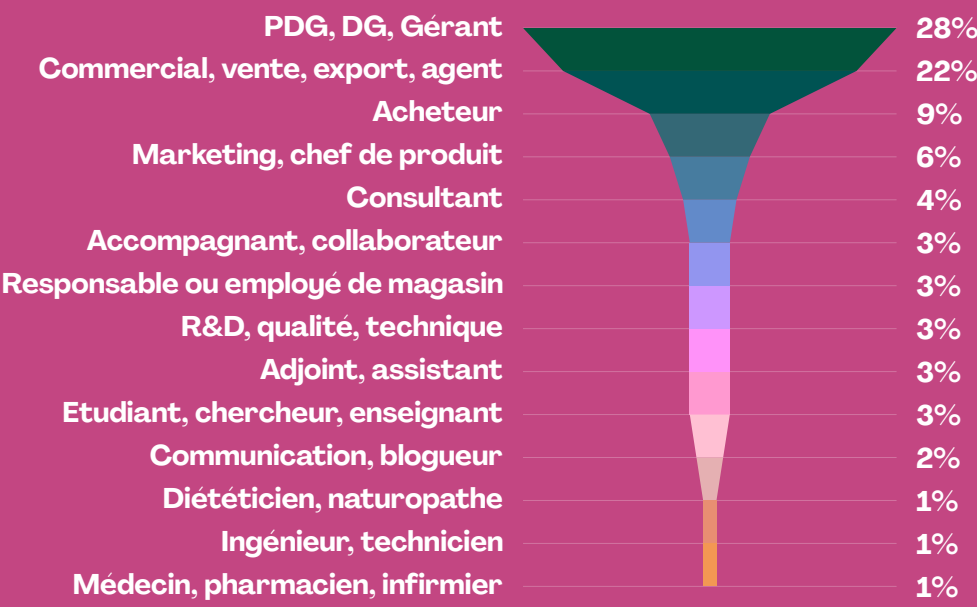 PDG, DG, Gérant 28%
Commercial, vente, export, agent 22%
Acheteur 9%
Marketing, chef de produit 6%
Consultant 4%
Accompagnant, collaborateur 3%
Responsable ou employé de magasin 3%
R&D, qualité, technique 3%
Adjoint, assistant 3%
Etudiant, chercheur, enseignant 3%
Communication, blogueur 2%
Diététicien, naturopathe 1%
Ingénieur, technicien 1%
Médecin, pharmacien, infirmier 1%